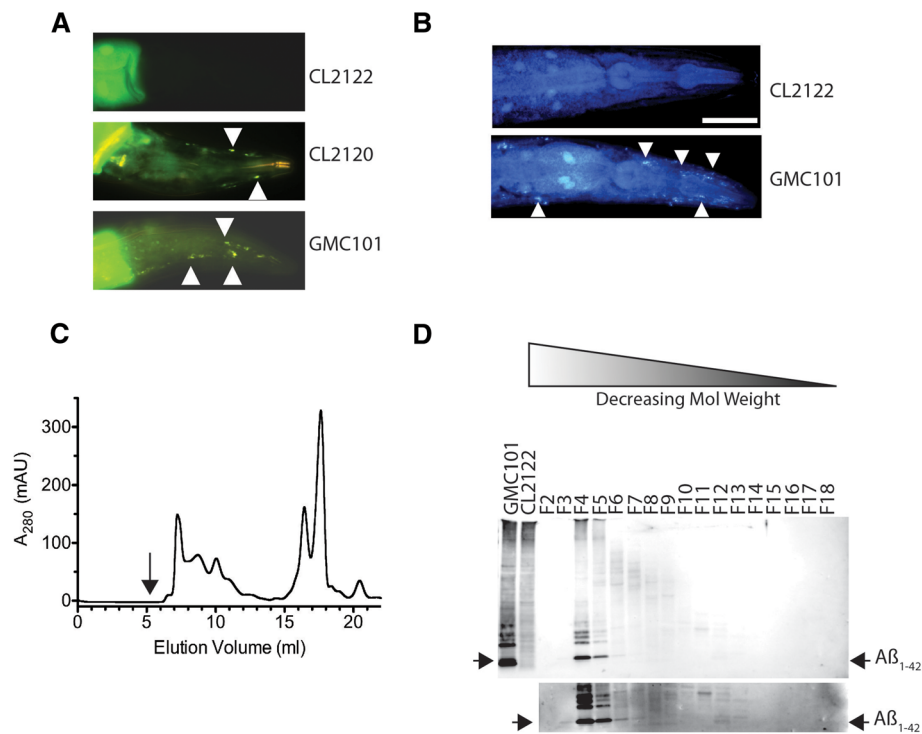 A
CL2122
CL2120
GMC101
B
CL2122
GMC101
C
A280 (mAU)
300
200
100
0
0
5
10
15
20
Elution Volume (ml)
D
Decreasing Mol Weight
GMC101
CL2122
F2
F3
F4
F5
F6
F7
F8
F9
F10
F11
F12
F13
F14
F15
F16
F17
F18
Aß1-42
Aß1-42